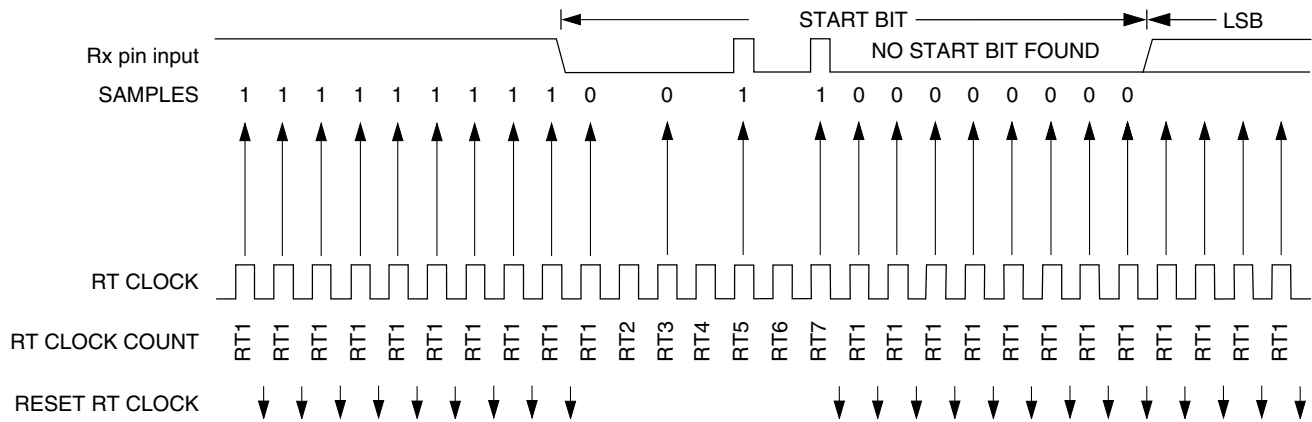 START BIT LSB
Rx pin input NO START BIT FOUND
SAMPLES 1 1 1 1 1 1 1 1 1 0 0 1 1 0 0 0 0 0 0 0 0
RT CLOCK
RT CLOCK COUNT RT1 RT1 RT1 RT1 RT1 RT1 RT1 RT1 RT1 RT1 RT2 RT3 RT4 RT5 RT6 RT7 RT1 RT1 RT1 RT1 RT1 RT1 RT1 RT1 RT1 RT1 RT1 RT1
RESET RT CLOCK